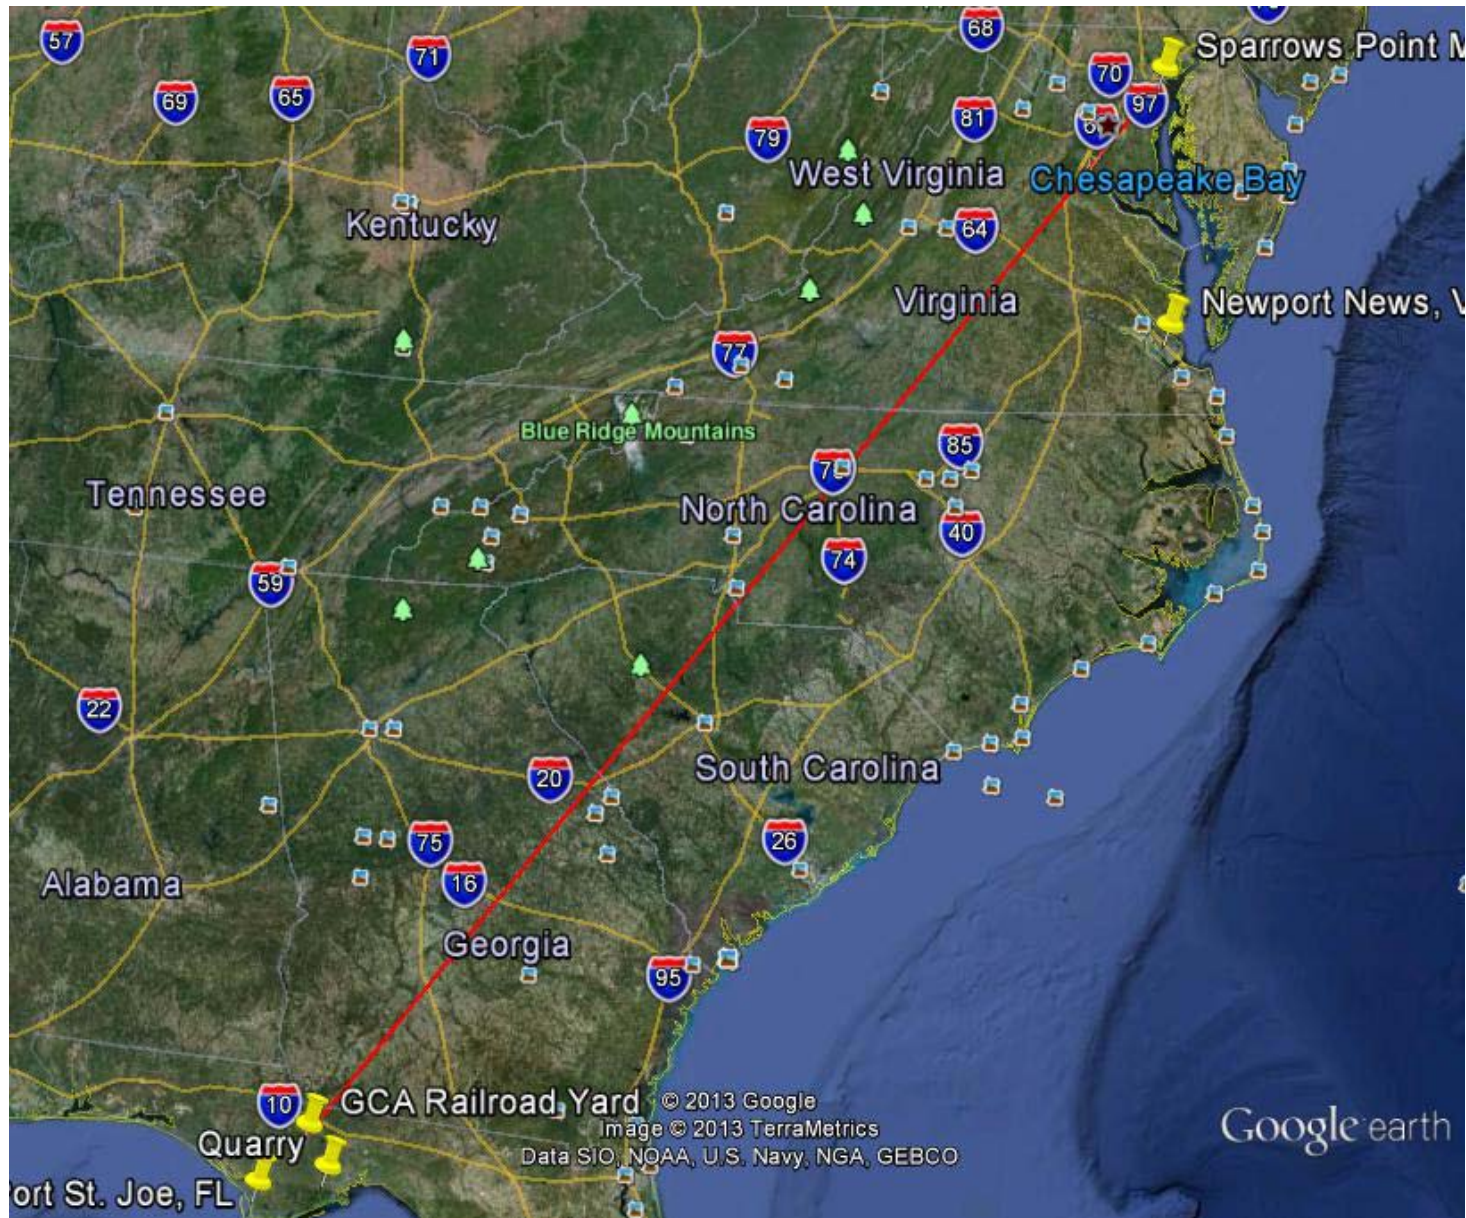 57
71
68
Sparrows Point M
69
65
70
97
79
81
West Virginia
Chesapeake Bay
Kentucky
64
Virginia
Newport News, V
77
Blue Ridge Mountains
85
Tennessee
North Carolina
40
74
59
22
20
South Carolina
75
26
16
Alabama
Georgia
95
10
GCA Railroad Yard
© 2013 Google
Quarry
Image © 2013 TerraMetrics
Data SIO, NOAA, U.S. Navy, NGA, GEBCO
Google earth
ort St. Joe, FL